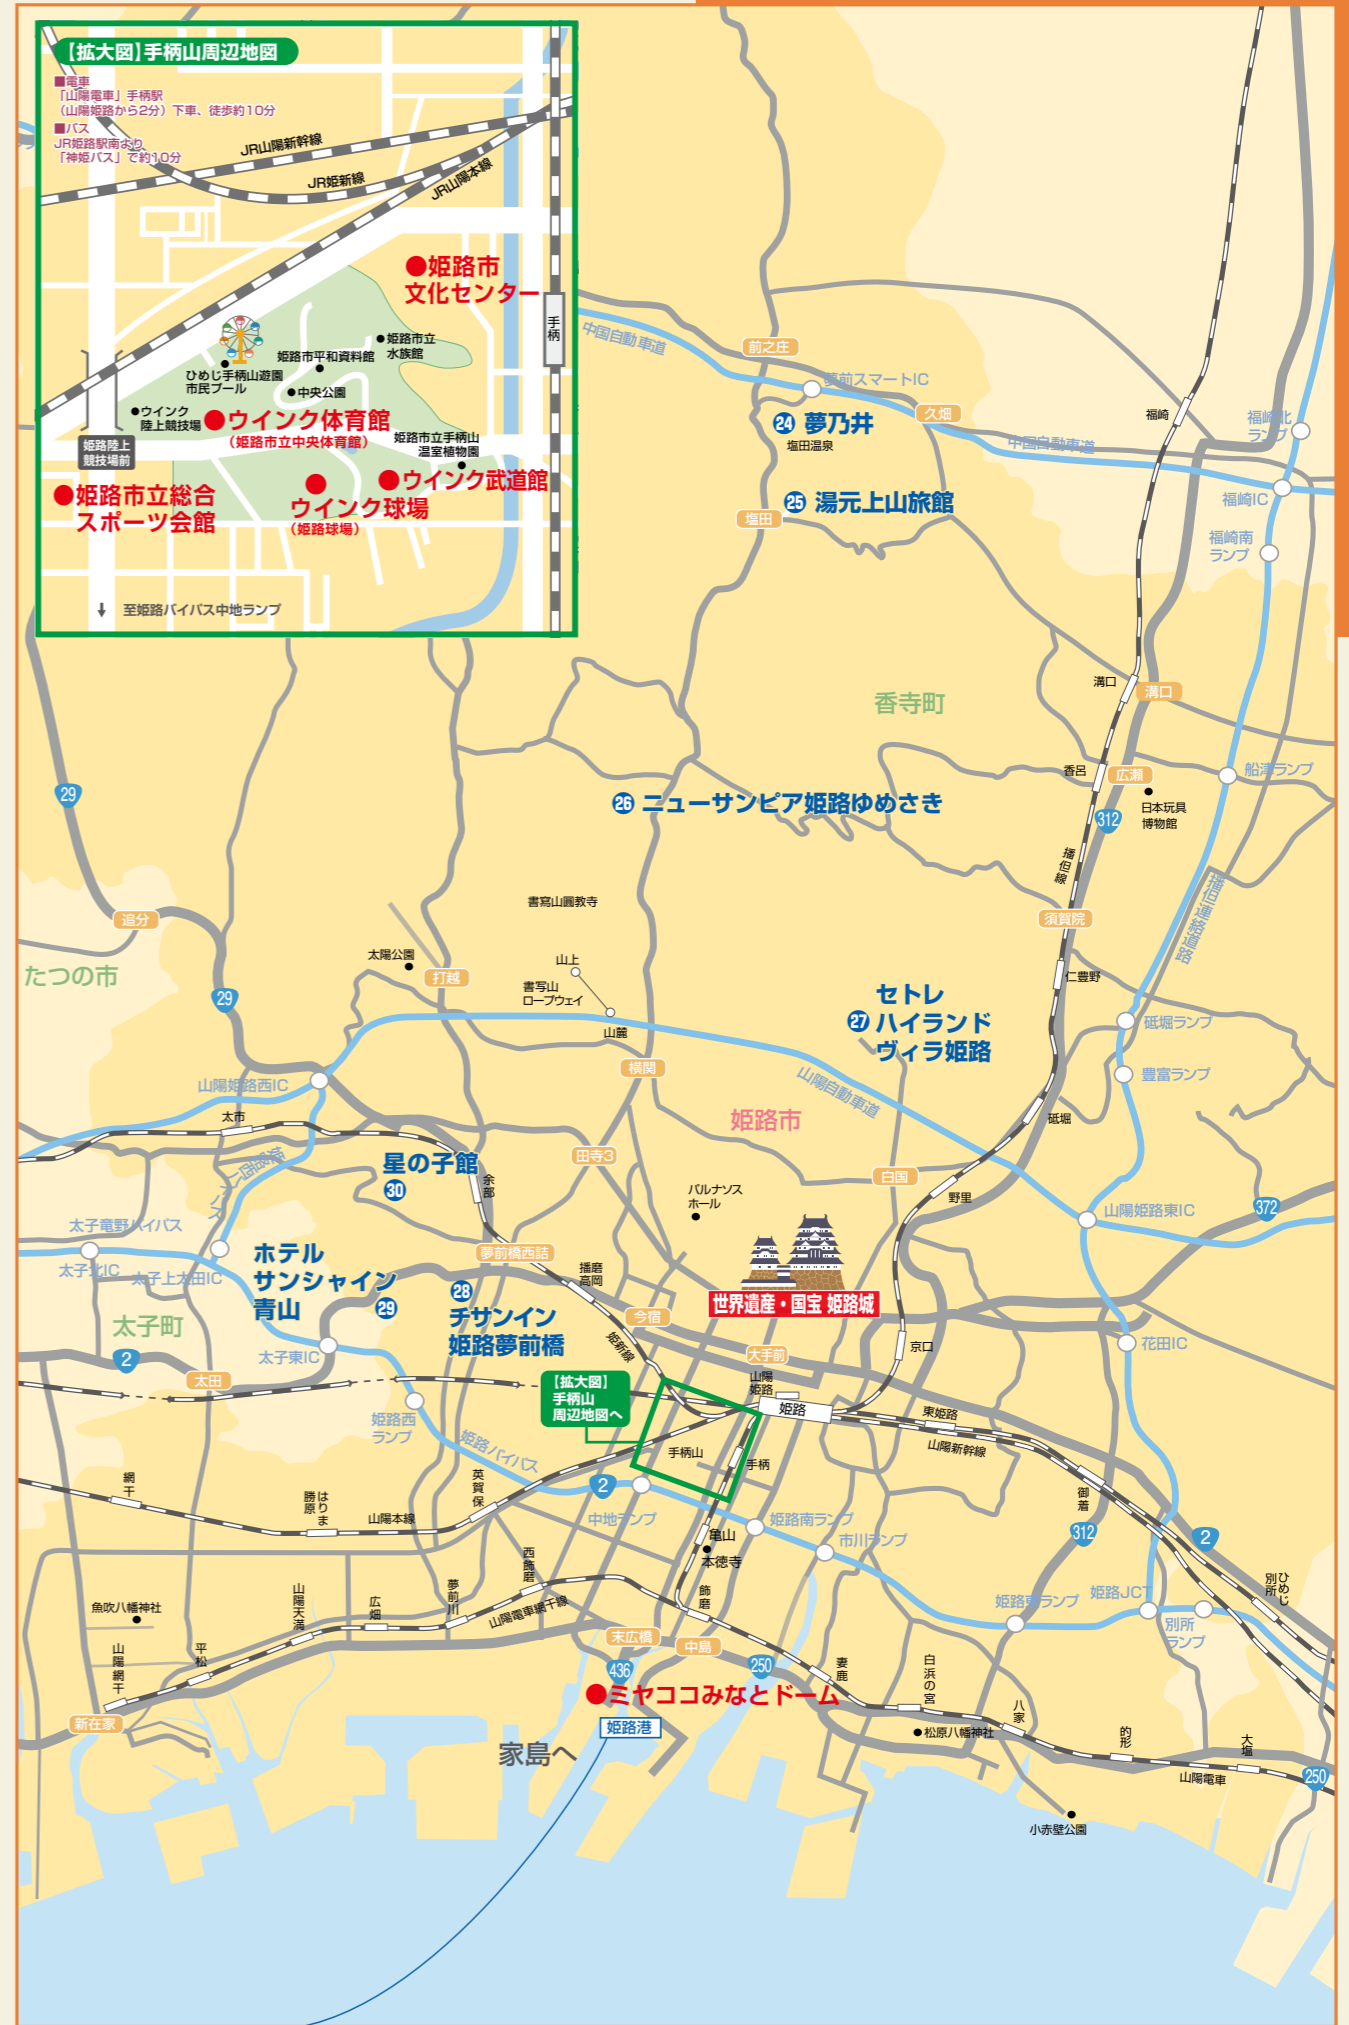 【拡大図】手柄山周辺地図
■電車
「山陽電車」手柄駅
(山陽姫路から2分)下車、徒歩約10分
■バス
JR姫路駅南より
「神姫バス」で約10分
JR山陽新幹線
JR姫新線
JR山陽本線
●姫路市
文化センター
手柄
●姫路市立
水族館
姫路市平和資料館
ひめじ手柄山遊園
市民プール
●中央公園
●ウインク
陸上競技場
●ウインク体育館
(姫路市立中央体育館)
姫路陸上
競技場前
姫路市立手柄山
温室植物園
●ウインク武道館
●姫路市立総合
スポーツ会館
ウインク球場
(姫路球場)
↓ 至姫路バイパス中地ランプ
中国自動車道
前之庄
夢前スマートIC
久畑
24 夢乃井
塩田温泉
中国自動車道
福崎
福崎北
ランプ
福崎IC
25 湯元上山旅館
塩田
福崎南
ランプ
溝口
溝口
香寺町
香呂
広瀬
船津ランプ
日本玩具
博物館
29
26 ニューサンピア姫路ゆめさき
312
播但線
播但連絡道路
書寫山圓教寺
追分
須賀院
太陽公園
打越
山上
書写山
ロープウェイ
山麓
たつの市
29
仁豊野
27 セトレ
ハイランド
ヴィラ姫路
砥堀ランプ
横関
豊富ランプ
山陽姫路西IC
山陽自動車道
太市
姫路市
砥堀
姫路西バイパス
星の子館
30
余部
田寺3
白国
パルナソス
ホール
野里
372
山陽姫路東IC
太子竜野バイパス
太子北IC
太子上太田IC
ホテル
サンシャイン
青山
29
夢前橋西詰
播磨
高岡
28
チサンイン
姫路夢前橋
世界遺産・国宝 姫路城
今宿
太子町
2
太子東IC
姫新線
大手前
京口
花田IC
太田
【拡大図】
手柄山
周辺地図へ
山陽
姫路
姫路
東姫路
山陽新幹線
姫路西
ランプ
姫路バイパス
手柄山
手柄
網干
はりま
勝原
山陽本線
英賀保
2
中地ランプ
姫路南ランプ
市川ランプ
御着
312
2
亀山
本徳寺
西飾磨
ひめじ
別所
魚吹八幡神社
山陽天満
広畑
夢前川
山陽電車網干線
飾磨
姫路東ランプ
姫路JCT
別所
ランプ
山陽網干
平松
末広橋
中島
436
250
妻鹿
白浜の宮
八家
●ミヤココみなとドーム
新在家
姫路港
家島へ
●松原八幡神社
的形
大塩
山陽電車
250
小赤壁公園